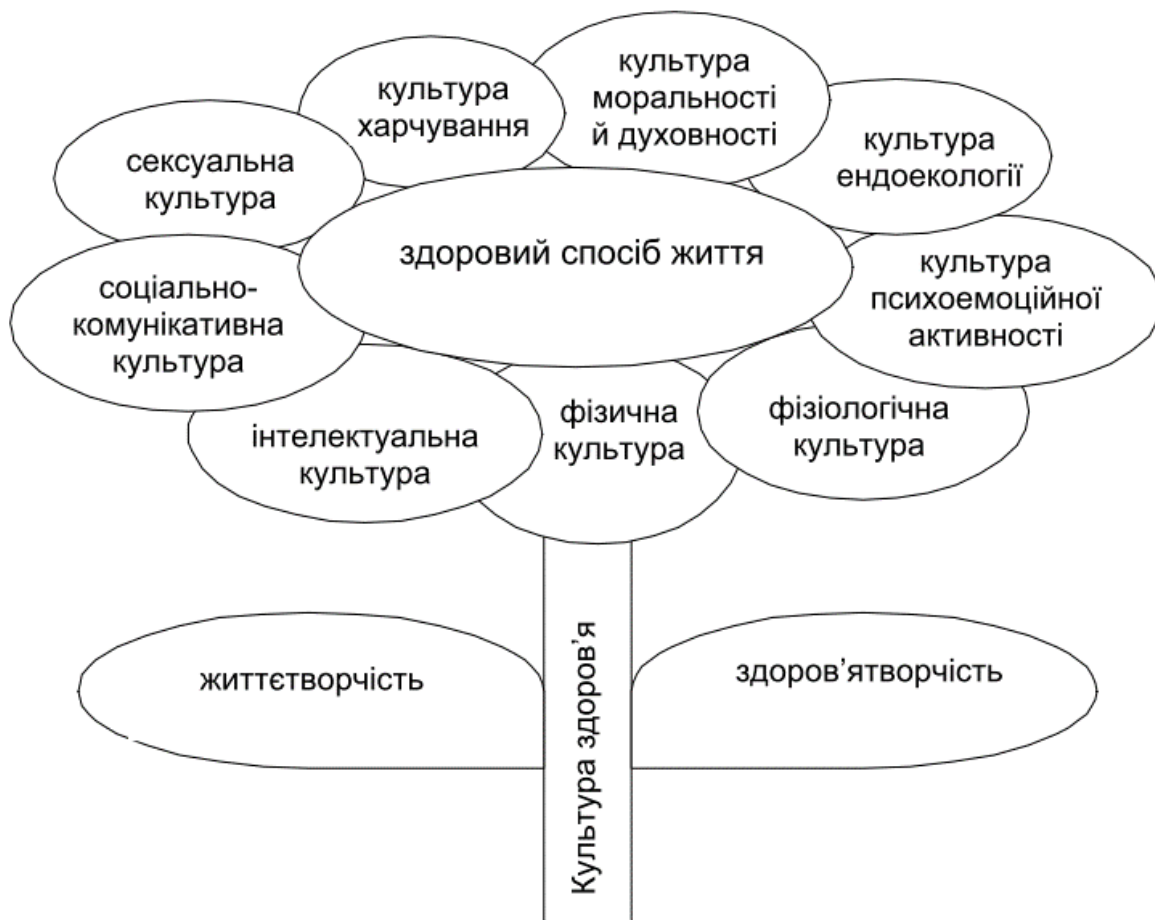 культура
моральності
й духовності
культура
харчування
культура
ендоекології
сексуальна
культура
здоровий спосіб життя
культура
психоемоційної
активності
соціально-
комунікативна
культура
фізіологічна
культура
фізична
культура
інтелектуальна
культура
життєтворчість
здоров’ятворчість
Культура здоров’я